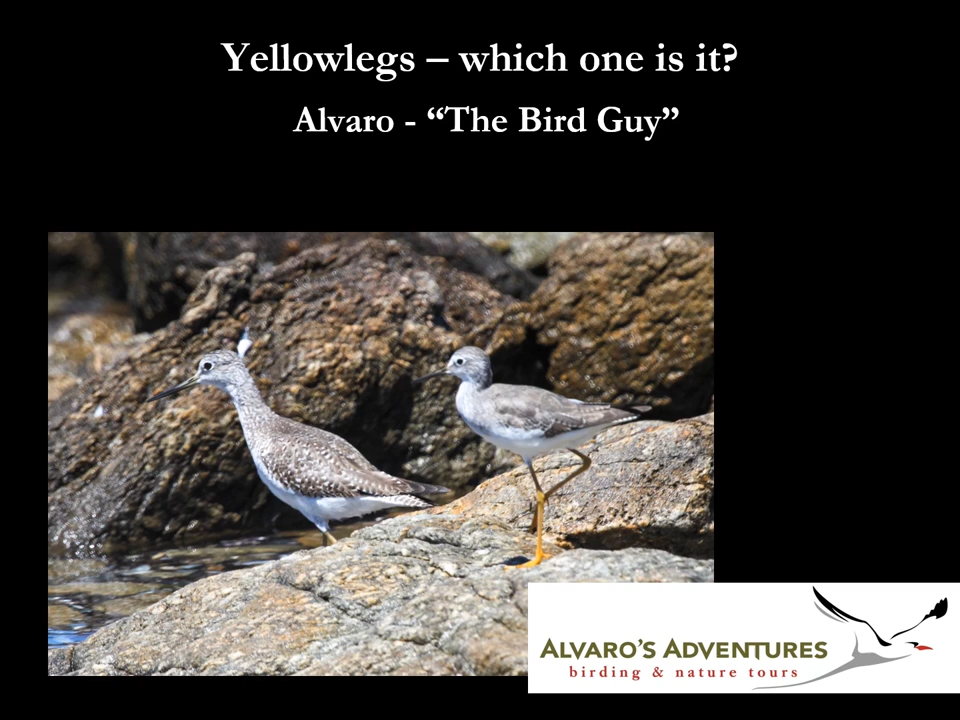 Yellowlegs – which one is it?
Alvaro - “The Bird Guy”
ALVARO’S ADVENTURES
birding & nature tours